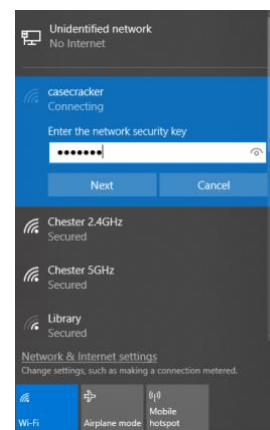 Unidentified network
No Internet
casecracker
Connecting
Enter the network security key
•••••••
Next Cancel
Chester 2.4GHz
Secured
Chester 5GHz
Secured
Library
Secured
Network & Internet settings
Change settings, such as making a connection metered.
Wi-Fi Airplane mode Mobile
hotspot